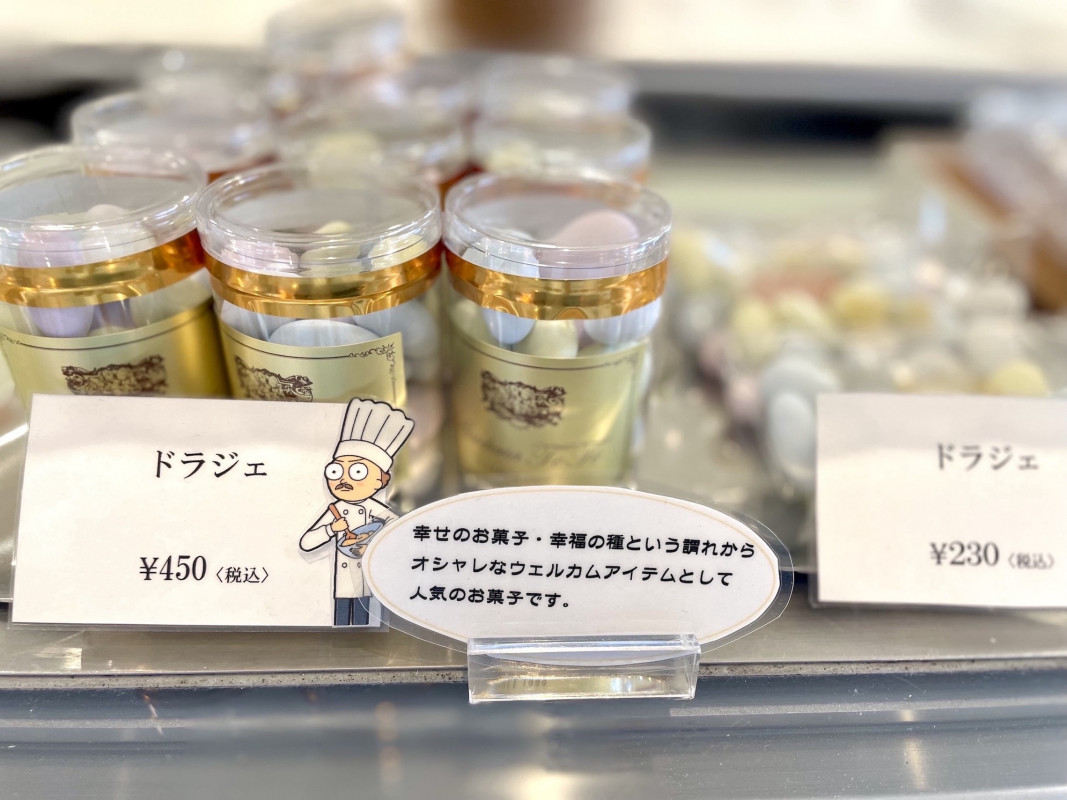 ドラジェ
¥450〈税込〉
幸せのお菓子・幸福の種という謂れから
オシャレなウェルカムアイテムとして
人気のお菓子です。
ドラジェ
¥230〈税込〉